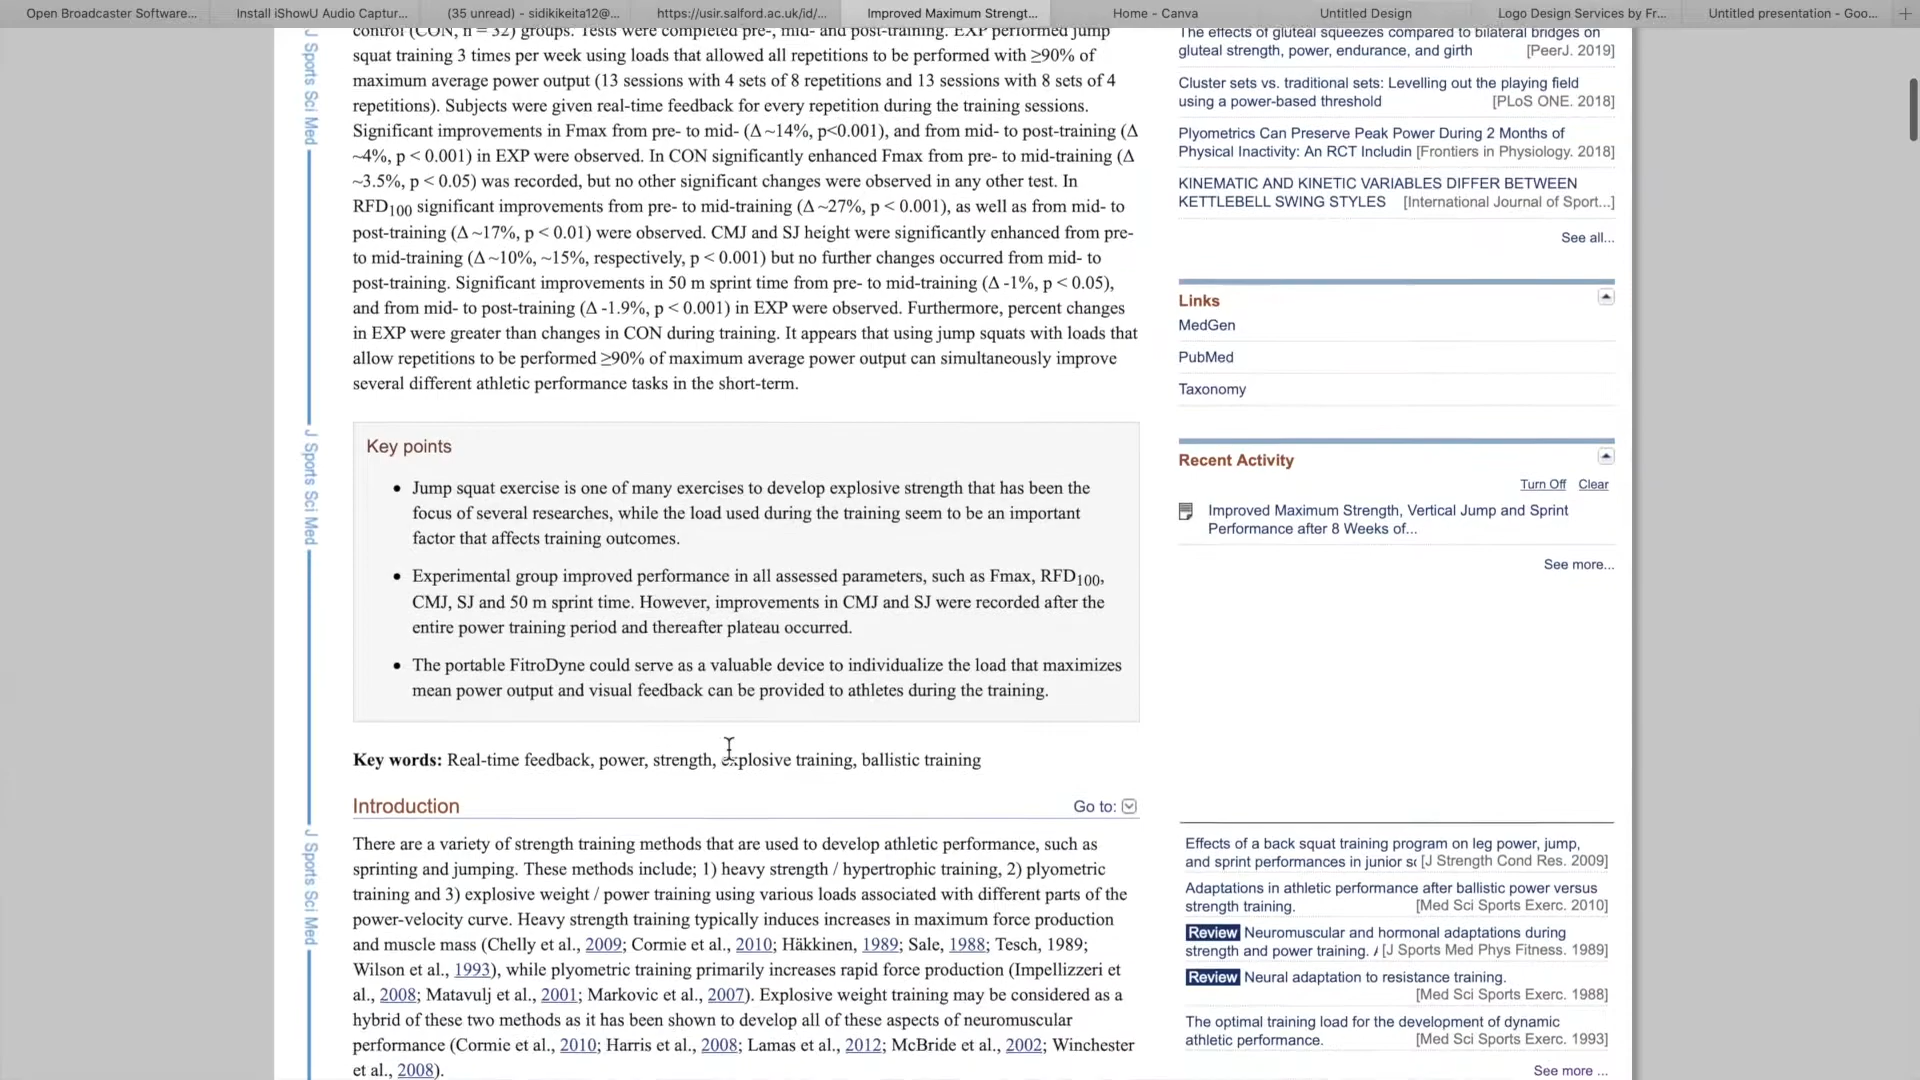 Open Broadcaster Software...
Install iShowU Audio Captur...
(35 unread) - sidikikeita12@...
https://usir.salford.ac.uk/id/...
Improved Maximum Strengt...
Home – Canva
Untitled Design
Logo Design Services by Fr...
Untitled presentation - Goo...
J Sports Sci Med
J Sports Sci Med
J Sports Sci Med
control (CON, n = 32) groups. Tests were completed pre-, mid- and post-training. EXP performed jump
squat training 3 times per week using loads that allowed all repetitions to be performed with ≥90% of
maximum average power output (13 sessions with 4 sets of 8 repetitions and 13 sessions with 8 sets of 4
repetitions). Subjects were given real-time feedback for every repetition during the training sessions.
Significant improvements in Fmax from pre- to mid- (Δ ~14%, p<0.001), and from mid- to post-training (Δ
~4%, p < 0.001) in EXP were observed. In CON significantly enhanced Fmax from pre- to mid-training (Δ
~3.5%, p < 0.05) was recorded, but no other significant changes were observed in any other test. In
RFD100 significant improvements from pre- to mid-training (Δ ~27%, p < 0.001), as well as from mid- to
post-training (Δ ~17%, p < 0.01) were observed. CMJ and SJ height were significantly enhanced from pre-
to mid-training (Δ ~10%, ~15%, respectively, p < 0.001) but no further changes occurred from mid- to
post-training. Significant improvements in 50 m sprint time from pre- to mid-training (Δ -1%, p < 0.05),
and from mid- to post-training (Δ -1.9%, p < 0.001) in EXP were observed. Furthermore, percent changes
in EXP were greater than changes in CON during training. It appears that using jump squats with loads that
allow repetitions to be performed ≥90% of maximum average power output can simultaneously improve
several different athletic performance tasks in the short-term.
Key points
• Jump squat exercise is one of many exercises to develop explosive strength that has been the
focus of several researches, while the load used during the training seem to be an important
factor that affects training outcomes.
• Experimental group improved performance in all assessed parameters, such as Fmax, RFD100,
CMJ, SJ and 50 m sprint time. However, improvements in CMJ and SJ were recorded after the
entire power training period and thereafter plateau occurred.
• The portable FitroDyne could serve as a valuable device to individualize the load that maximizes
mean power output and visual feedback can be provided to athletes during the training.
Key words: Real-time feedback, power, strength, explosive training, ballistic training
Introduction
Go to:
There are a variety of strength training methods that are used to develop athletic performance, such as
sprinting and jumping. These methods include; 1) heavy strength / hypertrophic training, 2) plyometric
training and 3) explosive weight / power training using various loads associated with different parts of the
power-velocity curve. Heavy strength training typically induces increases in maximum force production
and muscle mass (Chelly et al., 2009; Cormie et al., 2010; Häkkinen, 1989; Sale, 1988; Tesch, 1989;
Wilson et al., 1993), while plyometric training primarily increases rapid force production (Impellizzeri et
al., 2008; Matavulj et al., 2001; Markovic et al., 2007). Explosive weight training may be considered as a
hybrid of these two methods as it has been shown to develop all of these aspects of neuromuscular
performance (Cormie et al., 2010; Harris et al., 2008; Lamas et al., 2012; McBride et al., 2002; Winchester
et al., 2008).
The effects of gluteal squeezes compared to bilateral bridges on
gluteal strength, power, endurance, and girth [PeerJ. 2019]
Cluster sets vs. traditional sets: Levelling out the playing field
using a power-based threshold [PLoS ONE. 2018]
Plyometrics Can Preserve Peak Power During 2 Months of
Physical Inactivity: An RCT Includin [Frontiers in Physiology. 2018]
KINEMATIC AND KINETIC VARIABLES DIFFER BETWEEN
KETTLEBELL SWING STYLES [International Journal of Sport...]
See all...
Links
MedGen
PubMed
Taxonomy
Recent Activity
Turn Off Clear
Improved Maximum Strength, Vertical Jump and Sprint
Performance after 8 Weeks of...
See more...
Effects of a back squat training program on leg power, jump,
and sprint performances in junior sc [J Strength Cond Res. 2009]
Adaptations in athletic performance after ballistic power versus
strength training. [Med Sci Sports Exerc. 2010]
Review Neuromuscular and hormonal adaptations during
strength and power training. / [J Sports Med Phys Fitness. 1989]
Review Neural adaptation to resistance training.
[Med Sci Sports Exerc. 1988]
The optimal training load for the development of dynamic
athletic performance. [Med Sci Sports Exerc. 1993]
See more ...